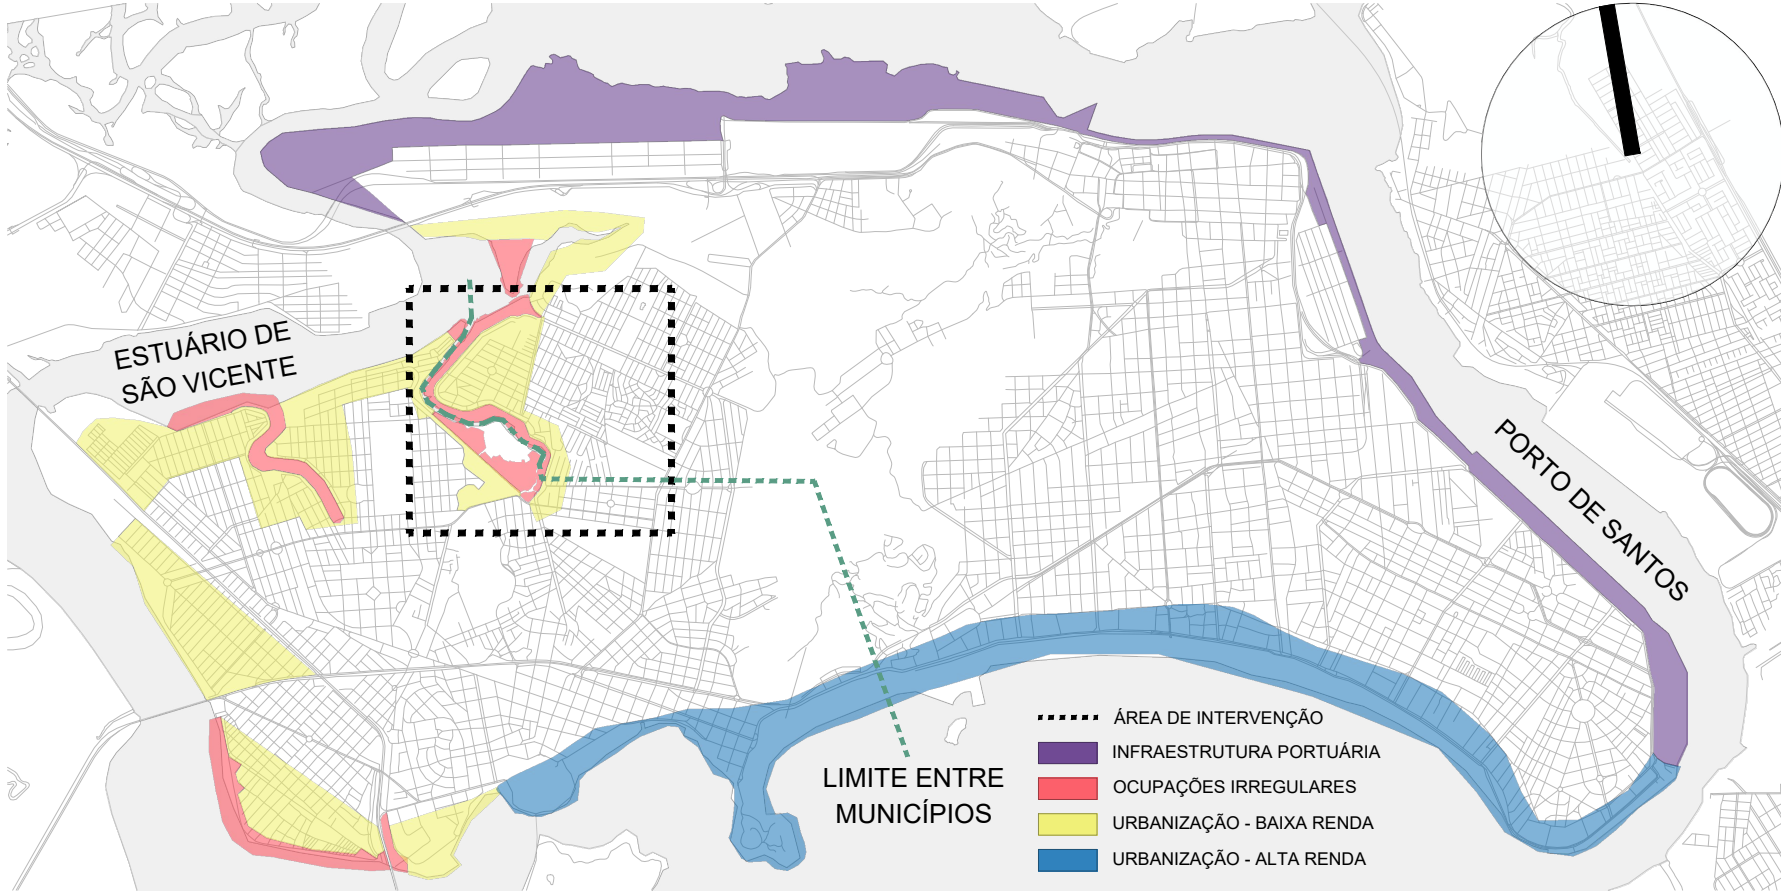 ESTUÁRIO DE
SÃO VICENTE
PORTO DE SANTOS
LIMITE ENTRE
MUNICÍPIOS
ÁREA DE INTERVENÇÃO
INFRAESTRUTURA PORTUÁRIA
OCUPAÇÕES IRREGULARES
URBANIZAÇÃO - BAIXA RENDA
URBANIZAÇÃO - ALTA RENDA